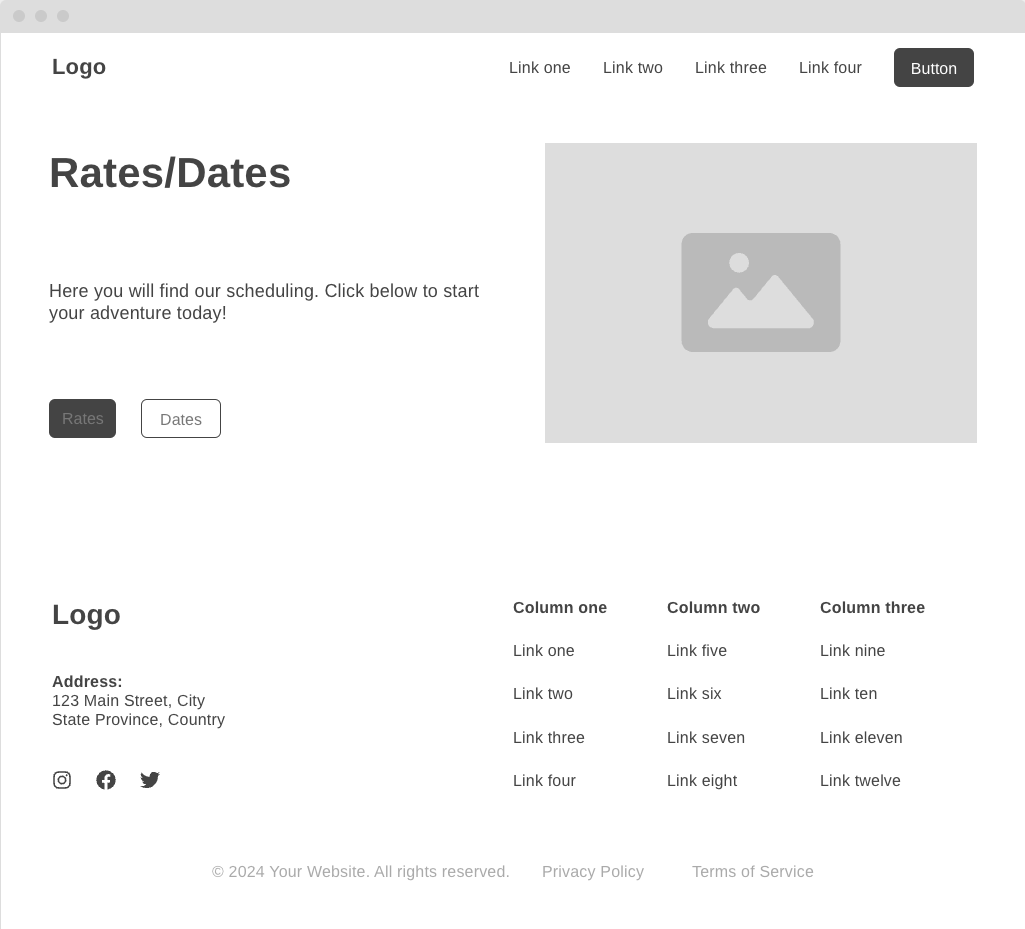 Logo
Link one
Link two
Link three
Link four
Button
Rates/Dates
Here you will find our scheduling. Click below to start
your adventure today!
Rates
Dates
Logo
Address:
123 Main Street, City
State Province, Country
Column one
Link one
Link two
Link three
Link four
Column two
Link five
Link six
Link seven
Link eight
Column three
Link nine
Link ten
Link eleven
Link twelve
© 2024 Your Website. All rights reserved.
Privacy Policy
Terms of Service